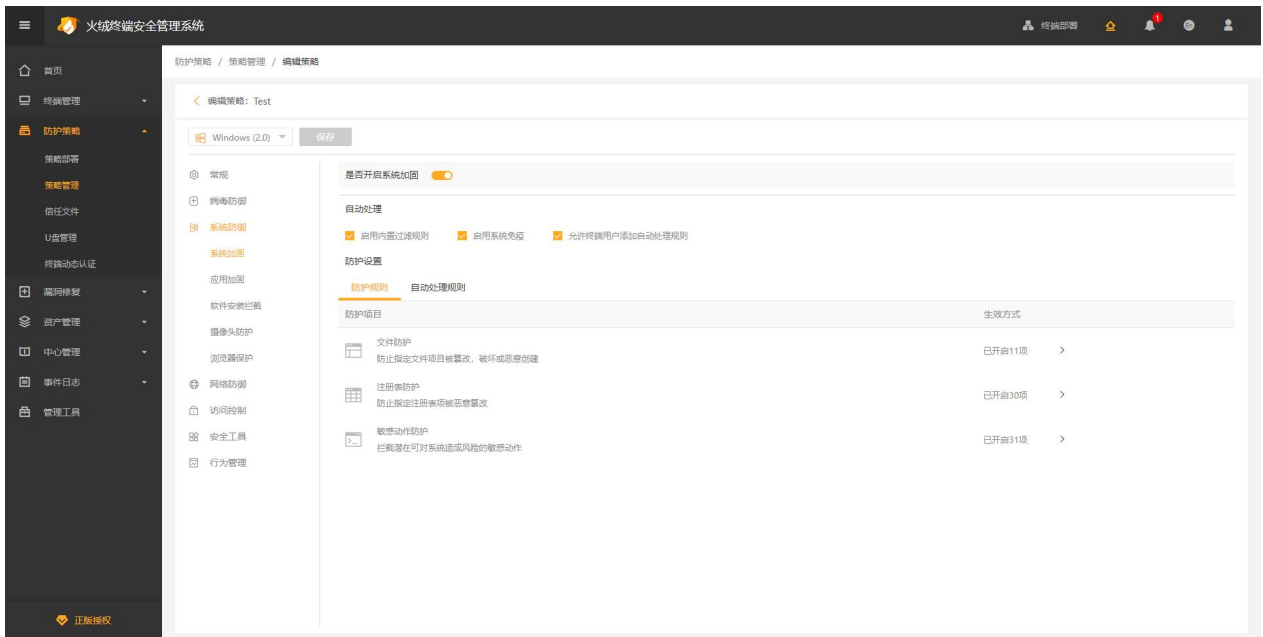 火绒终端安全管理系统
终端部署
1
首页
终端管理
防护策略
策略部署
策略管理
信任文件
U盘管理
终端动态认证
漏洞修复
资产管理
中心管理
事件日志
管理工具
正版授权
防护策略 / 策略管理 / 编辑策略
编辑策略：Test
Windows (2.0)
保存
常规
病毒防御
系统防御
系统加固
应用加固
软件安装拦截
摄像头防护
浏览器保护
网络防御
访问控制
安全工具
行为管理
是否开启系统加固
自动处理
启用内置过滤规则 启用系统免疫 允许终端用户添加自动处理规则
防护设置
防护规则 自动处理规则
防护项目 生效方式
文件防护
防止指定文件项目被篡改、破坏或恶意创建
已开启11项
注册表防护
防止指定注册表项被恶意篡改
已开启30项
敏感动作防护
拦截潜在可对系统造成风险的敏感动作
已开启31项